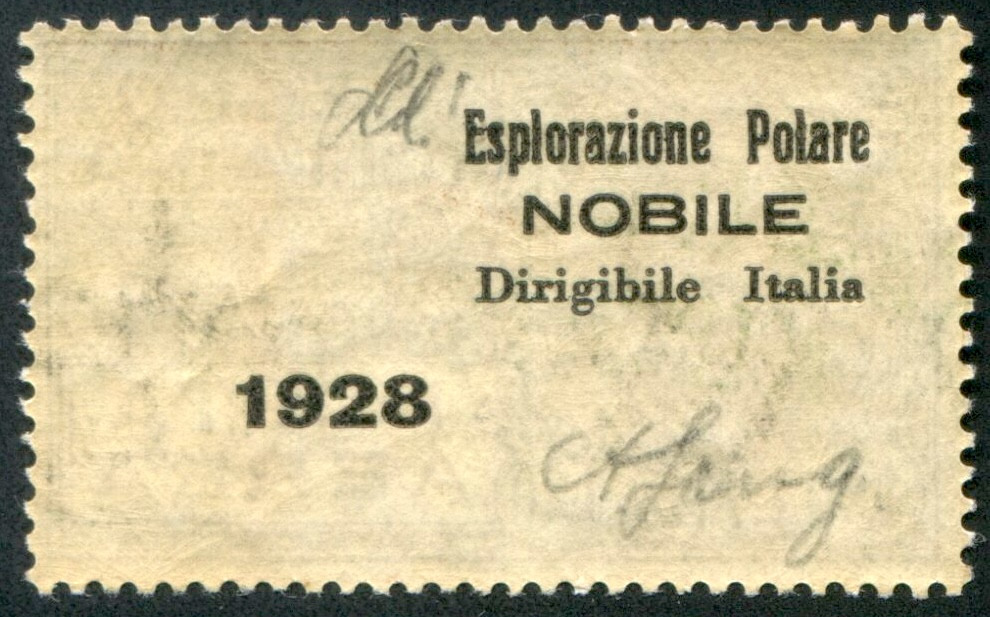 Esplorazione Polare
NOBILE
Dirigibile Italia
1928